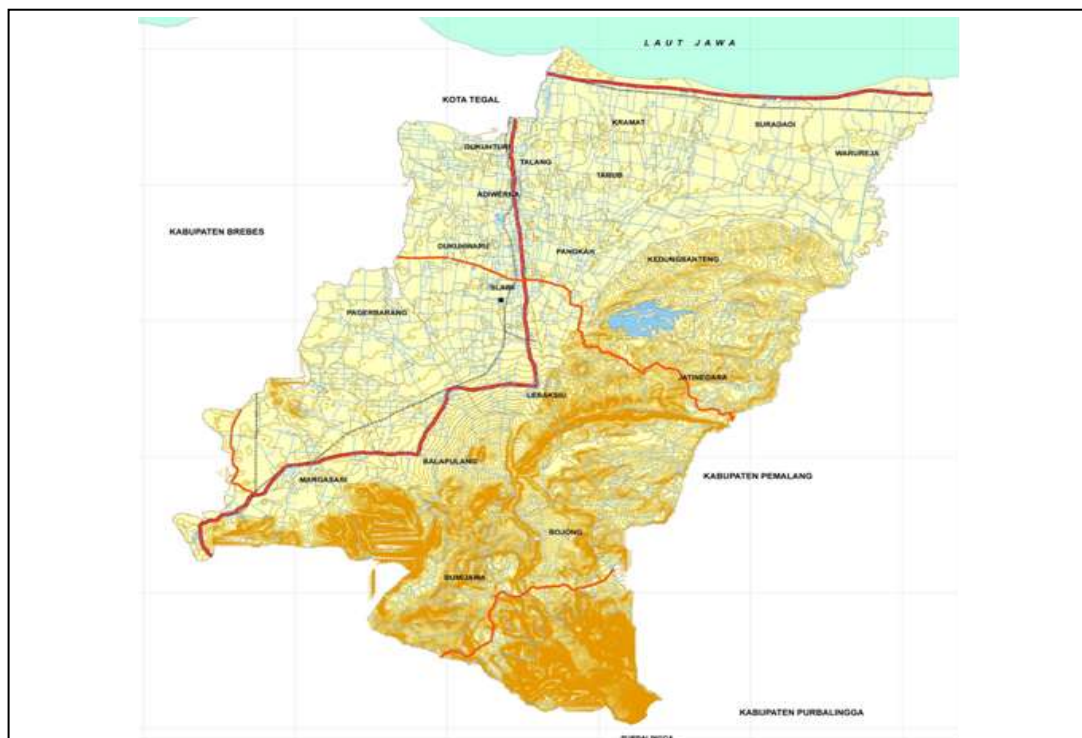 LAUT JAWA
KOTA TEGAL
KRAMAT
SURADADI
DUKUHTURI
WARUREJA
TALANG
TARUB
ADIWERNA
KABUPATEN BREBES
DUKUHWARU
PANGKAH
KEDUNGBANTENG
SLAWI
PAGERBARANG
JATINEGARA
LEBAKSIU
BALAPULANG
KABUPATEN PEMALANG
MARGASARI
BOJONG
BUMIJAWA
KABUPATEN PURBALINGGA